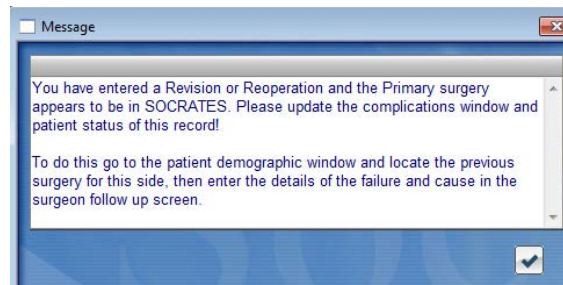 Message
You have entered a Revision or Reoperation and the Primary surgery
appears to be in SOCRATES. Please update the complications window and
patient status of this record!
To do this go to the patient demographic window and locate the previous
surgery for this side, then enter the details of the failure and cause in the
surgeon follow up screen.